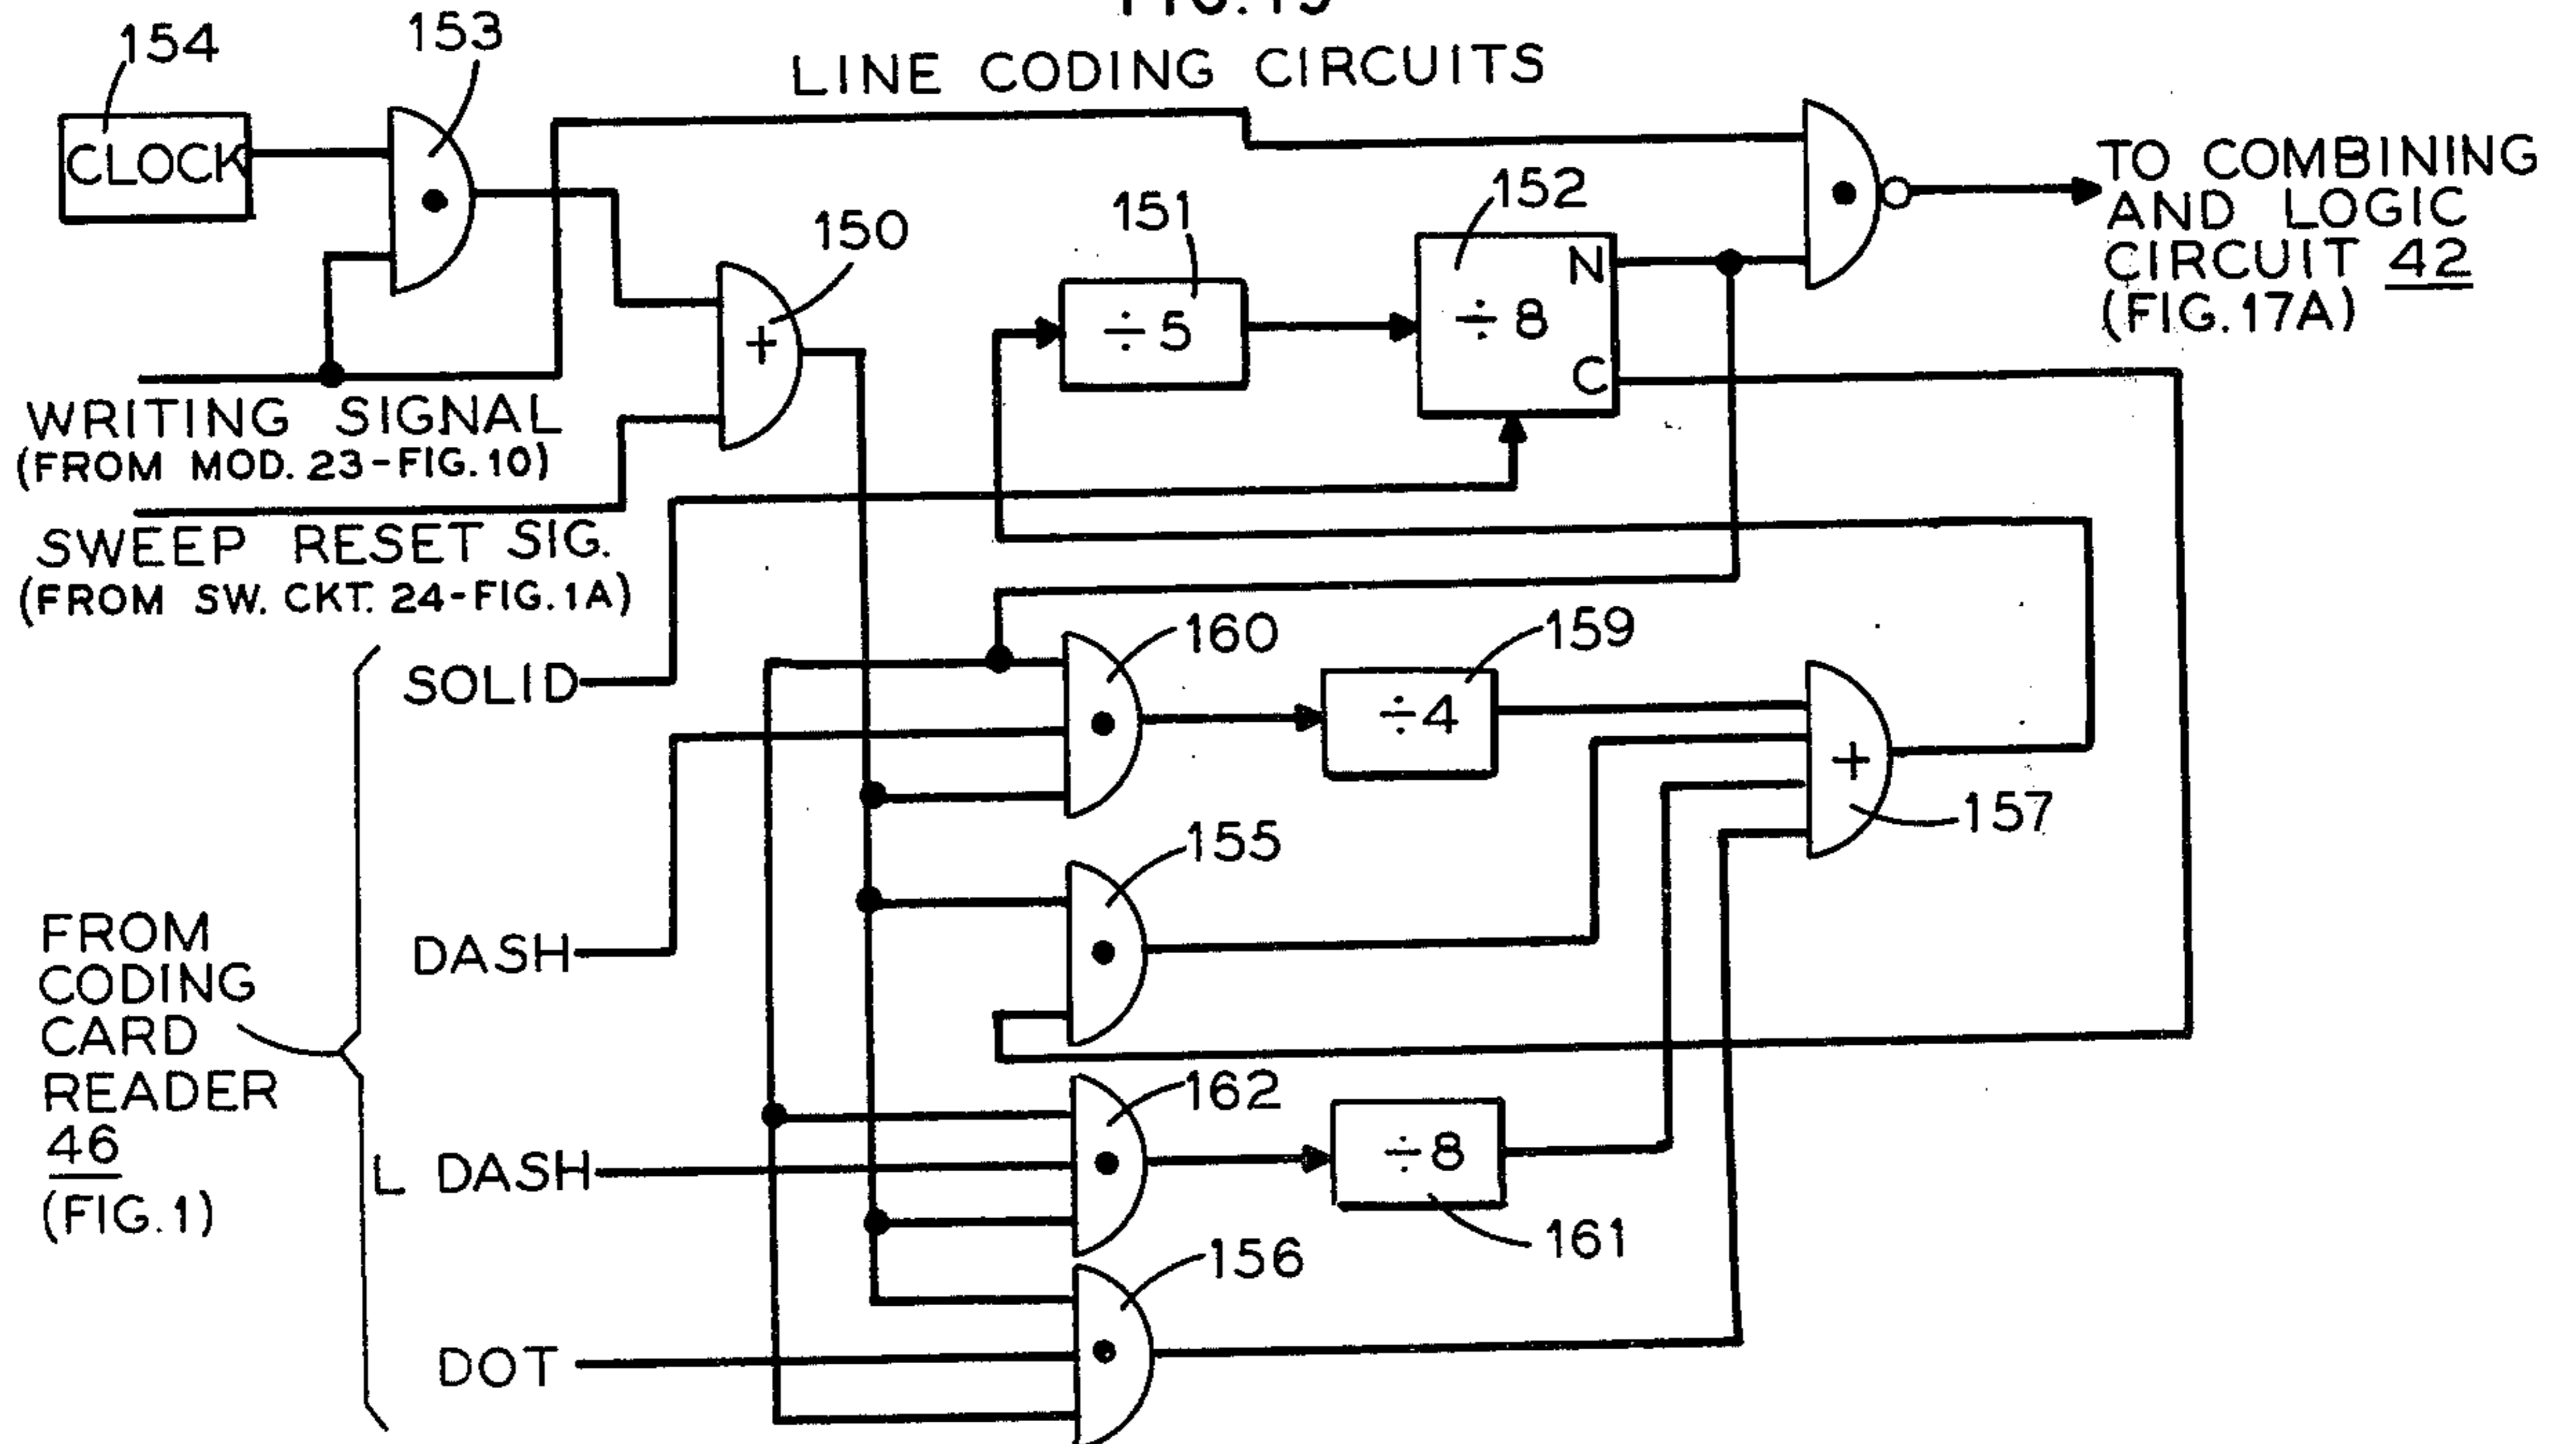 FIG. 19
LINE CODING CIRCUITS
154
153
CLOCK
150
151
÷5
152
÷8
N
C
TO COMBINING
AND LOGIC
CIRCUIT 42
(FIG.17A)
WRITING SIGNAL
(FROM MOD. 23-FIG. 10)
+
SWEEP RESET SIG.
(FROM SW. CKT. 24-FIG. 1A)
SOLID
160
159
÷4
+
157
DASH
155
FROM
CODING
CARD
READER
46
(FIG. 1)
L DASH
162
÷8
161
156
DOT